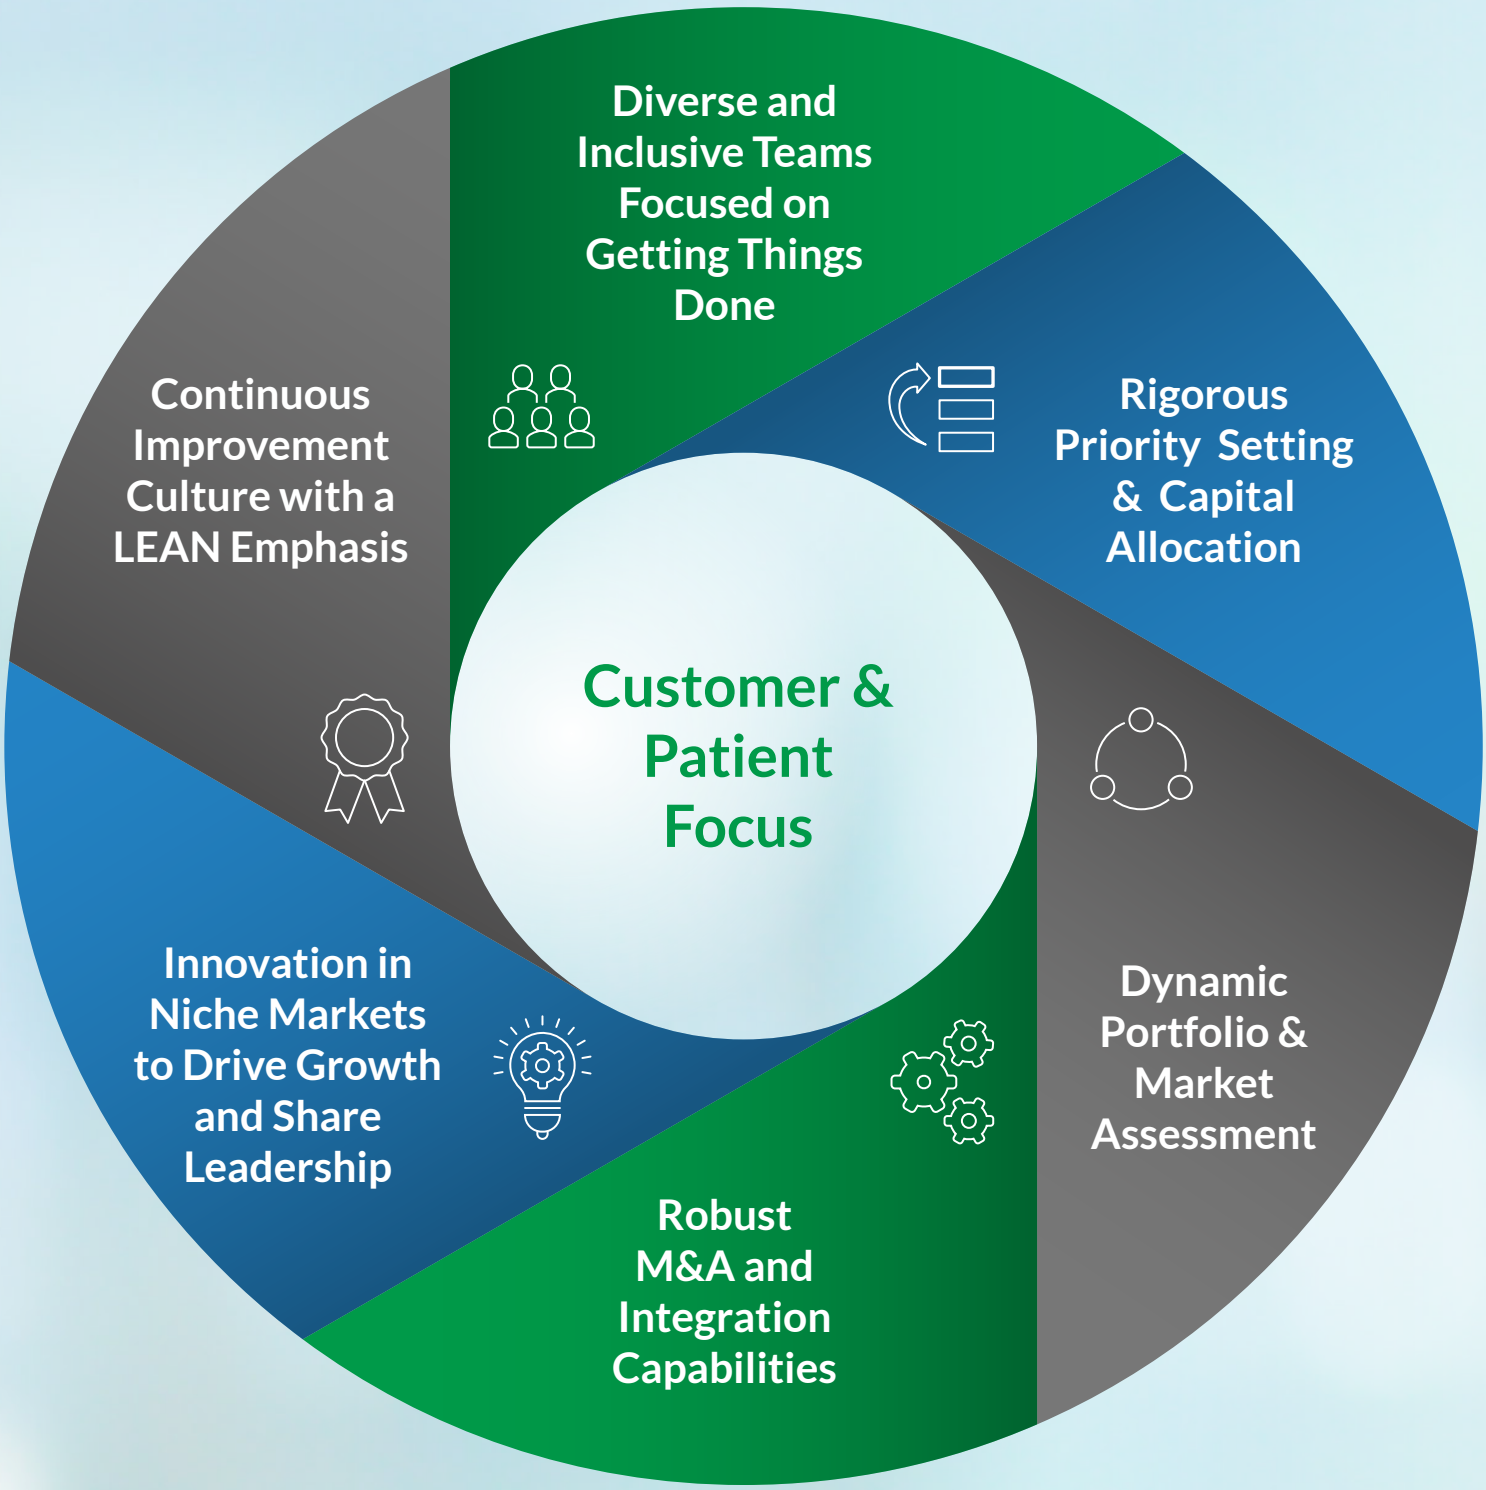 Diverse and
Inclusive Teams
Focused on
Getting Things
Done
Rigorous
Priority Setting
& Capital
Allocation
Dynamic
Portfolio &
Market
Assessment
Robust
M&A and
Integration
Capabilities
Innovation in
Niche Markets
to Drive Growth
and Share
Leadership
Continuous
Improvement
Culture with a
LEAN Emphasis
Customer &
Patient
Focus